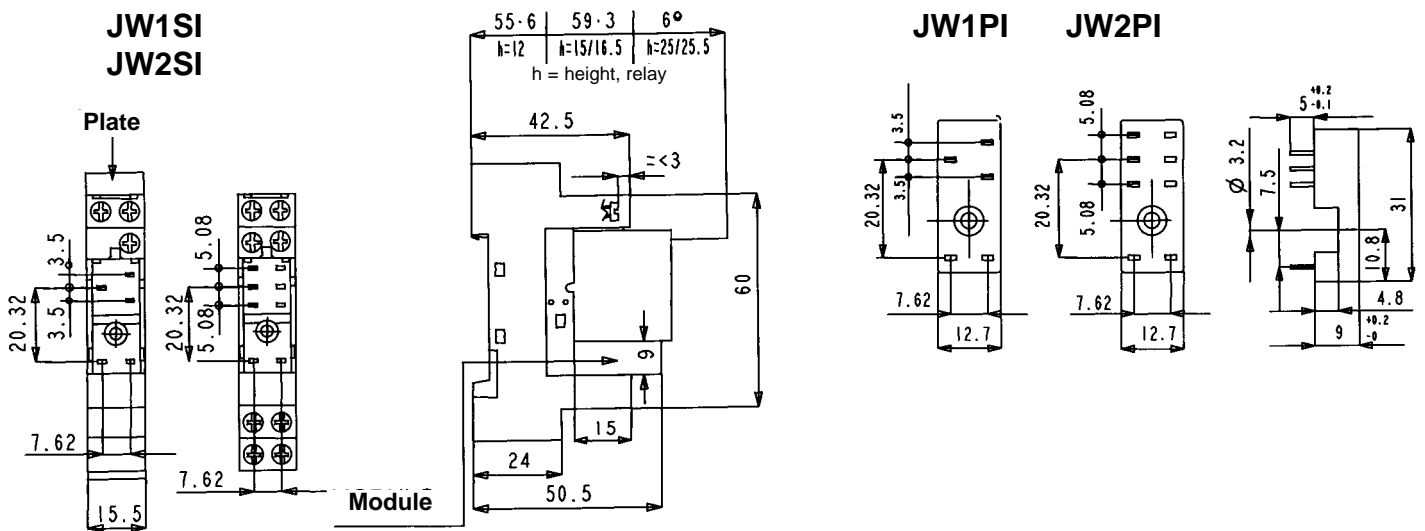 JW1SI
JW2SI
Plate
3.5
20.32
3.5
7.62
15.5
5.08
20.32
5.08
7.62
55·6 59·3 6°
h=12 h=15/16.5 h=25/25.5
h = height, relay
42.5
=<3
60
9
15
24
50.5
Module
JW1PI JW2PI
3.5
20.32
3.5
7.62
12.7
5.08
20.32
5.08
7.62
12.7
5 +0.2 -0.1
Ø 3.2
7.5
31
10.8
4.8
9 +0.2 -0